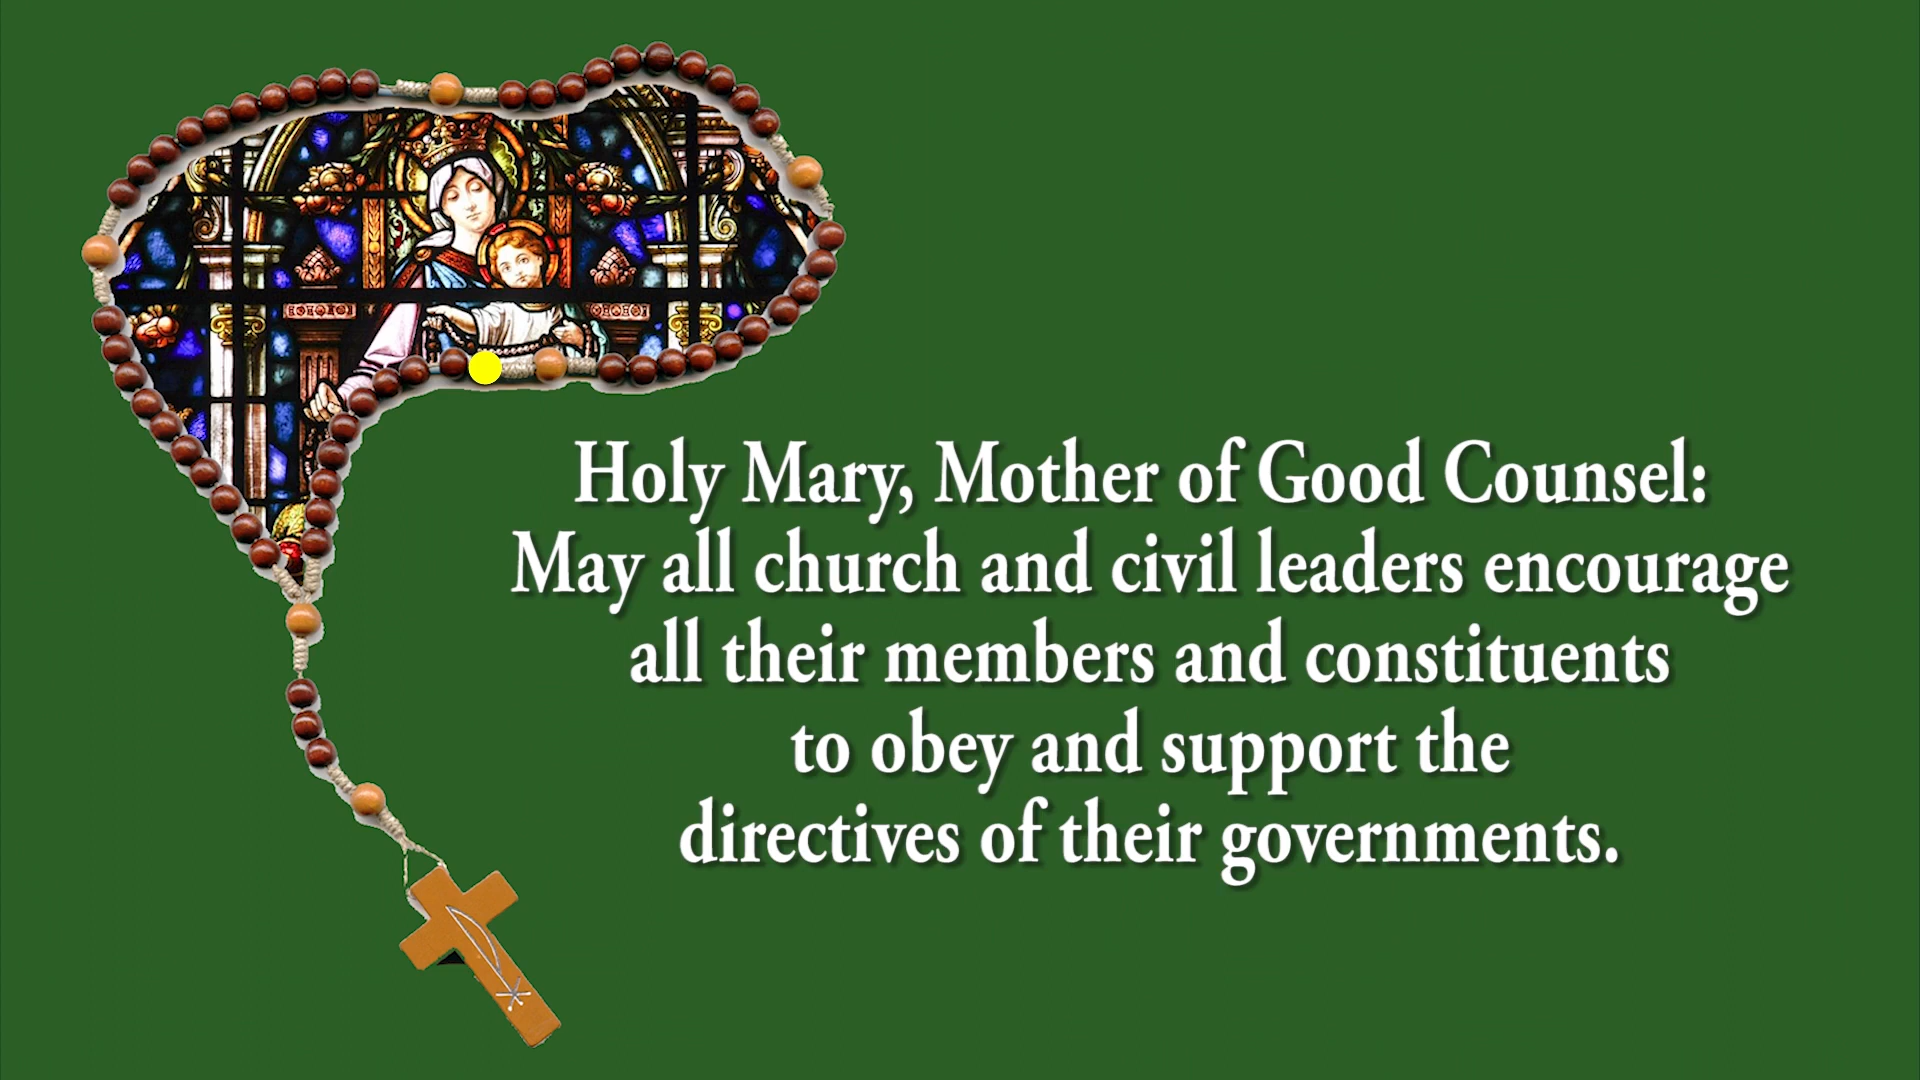 Holy Mary, Mother of Good Counsel:
May all church and civil leaders encourage
all their members and constituents
to obey and support the
directives of their governments.